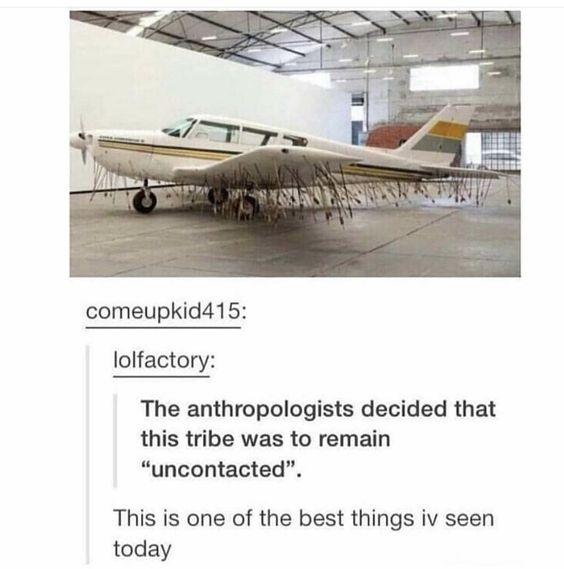 comeupkid415:
lolfactory:
The anthropologists decided that
this tribe was to remain
“uncontacted”.
This is one of the best things iv seen
today